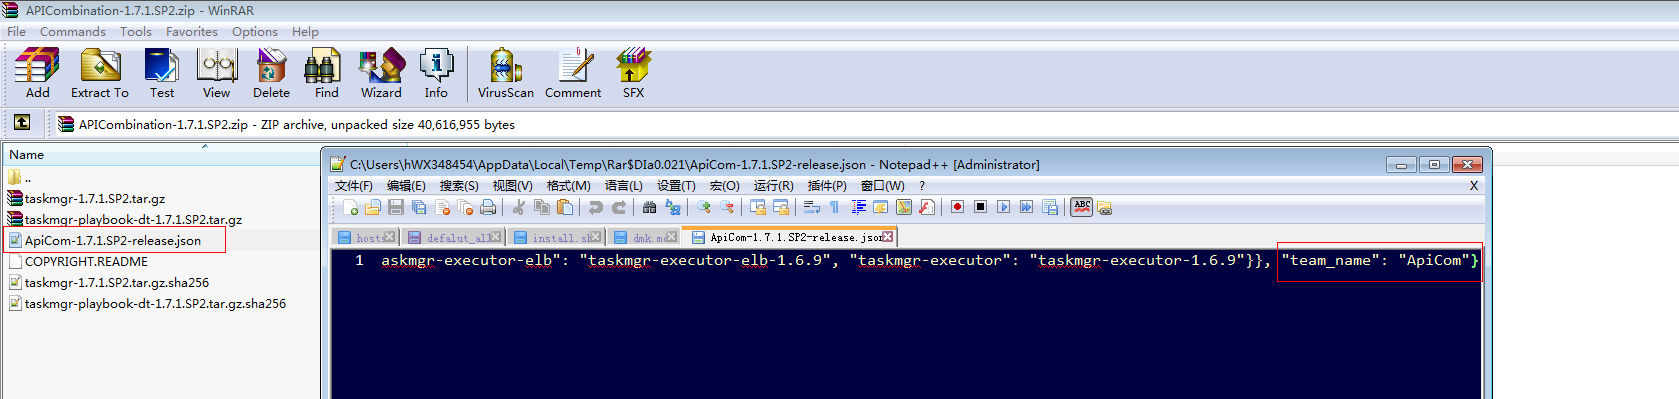 APICombination-1.7.1.SP2.zip - WinRAR
File Commands Tools Favorites Options Help
Add Extract To Test View Delete Find Wizard Info VirusScan Comment SFX
APICombination-1.7.1.SP2.zip - ZIP archive, unpacked size 40,616,955 bytes
Name
..
taskmgr-1.7.1.SP2.tar.gz
taskmgr-playbook-dt-1.7.1.SP2.tar.gz
ApiCom-1.7.1.SP2-release.json
COPYRIGHT.README
taskmgr-1.7.1.SP2.tar.gz.sha256
taskmgr-playbook-dt-1.7.1.SP2.tar.gz.sha256
C:\Users\hWX348454\AppData\Local\Temp\Rar$DIa0.021\ApiCom-1.7.1.SP2-release.json - Notepad++ [Administrator]
文件(F) 编辑(E) 搜索(S) 视图(V) 格式(M) 语言(L) 设置(T) 宏(O) 运行(R) 插件(P) 窗口(W) ? X
ABC
hosts defalut_all install.sh dmk.m ApiCom-1.7.1.SP2-release.json
1 askmgr-executor-elb": "taskmgr-executor-elb-1.6.9", "taskmgr-executor": "taskmgr-executor-1.6.9"}}, "team_name": "ApiCom"}